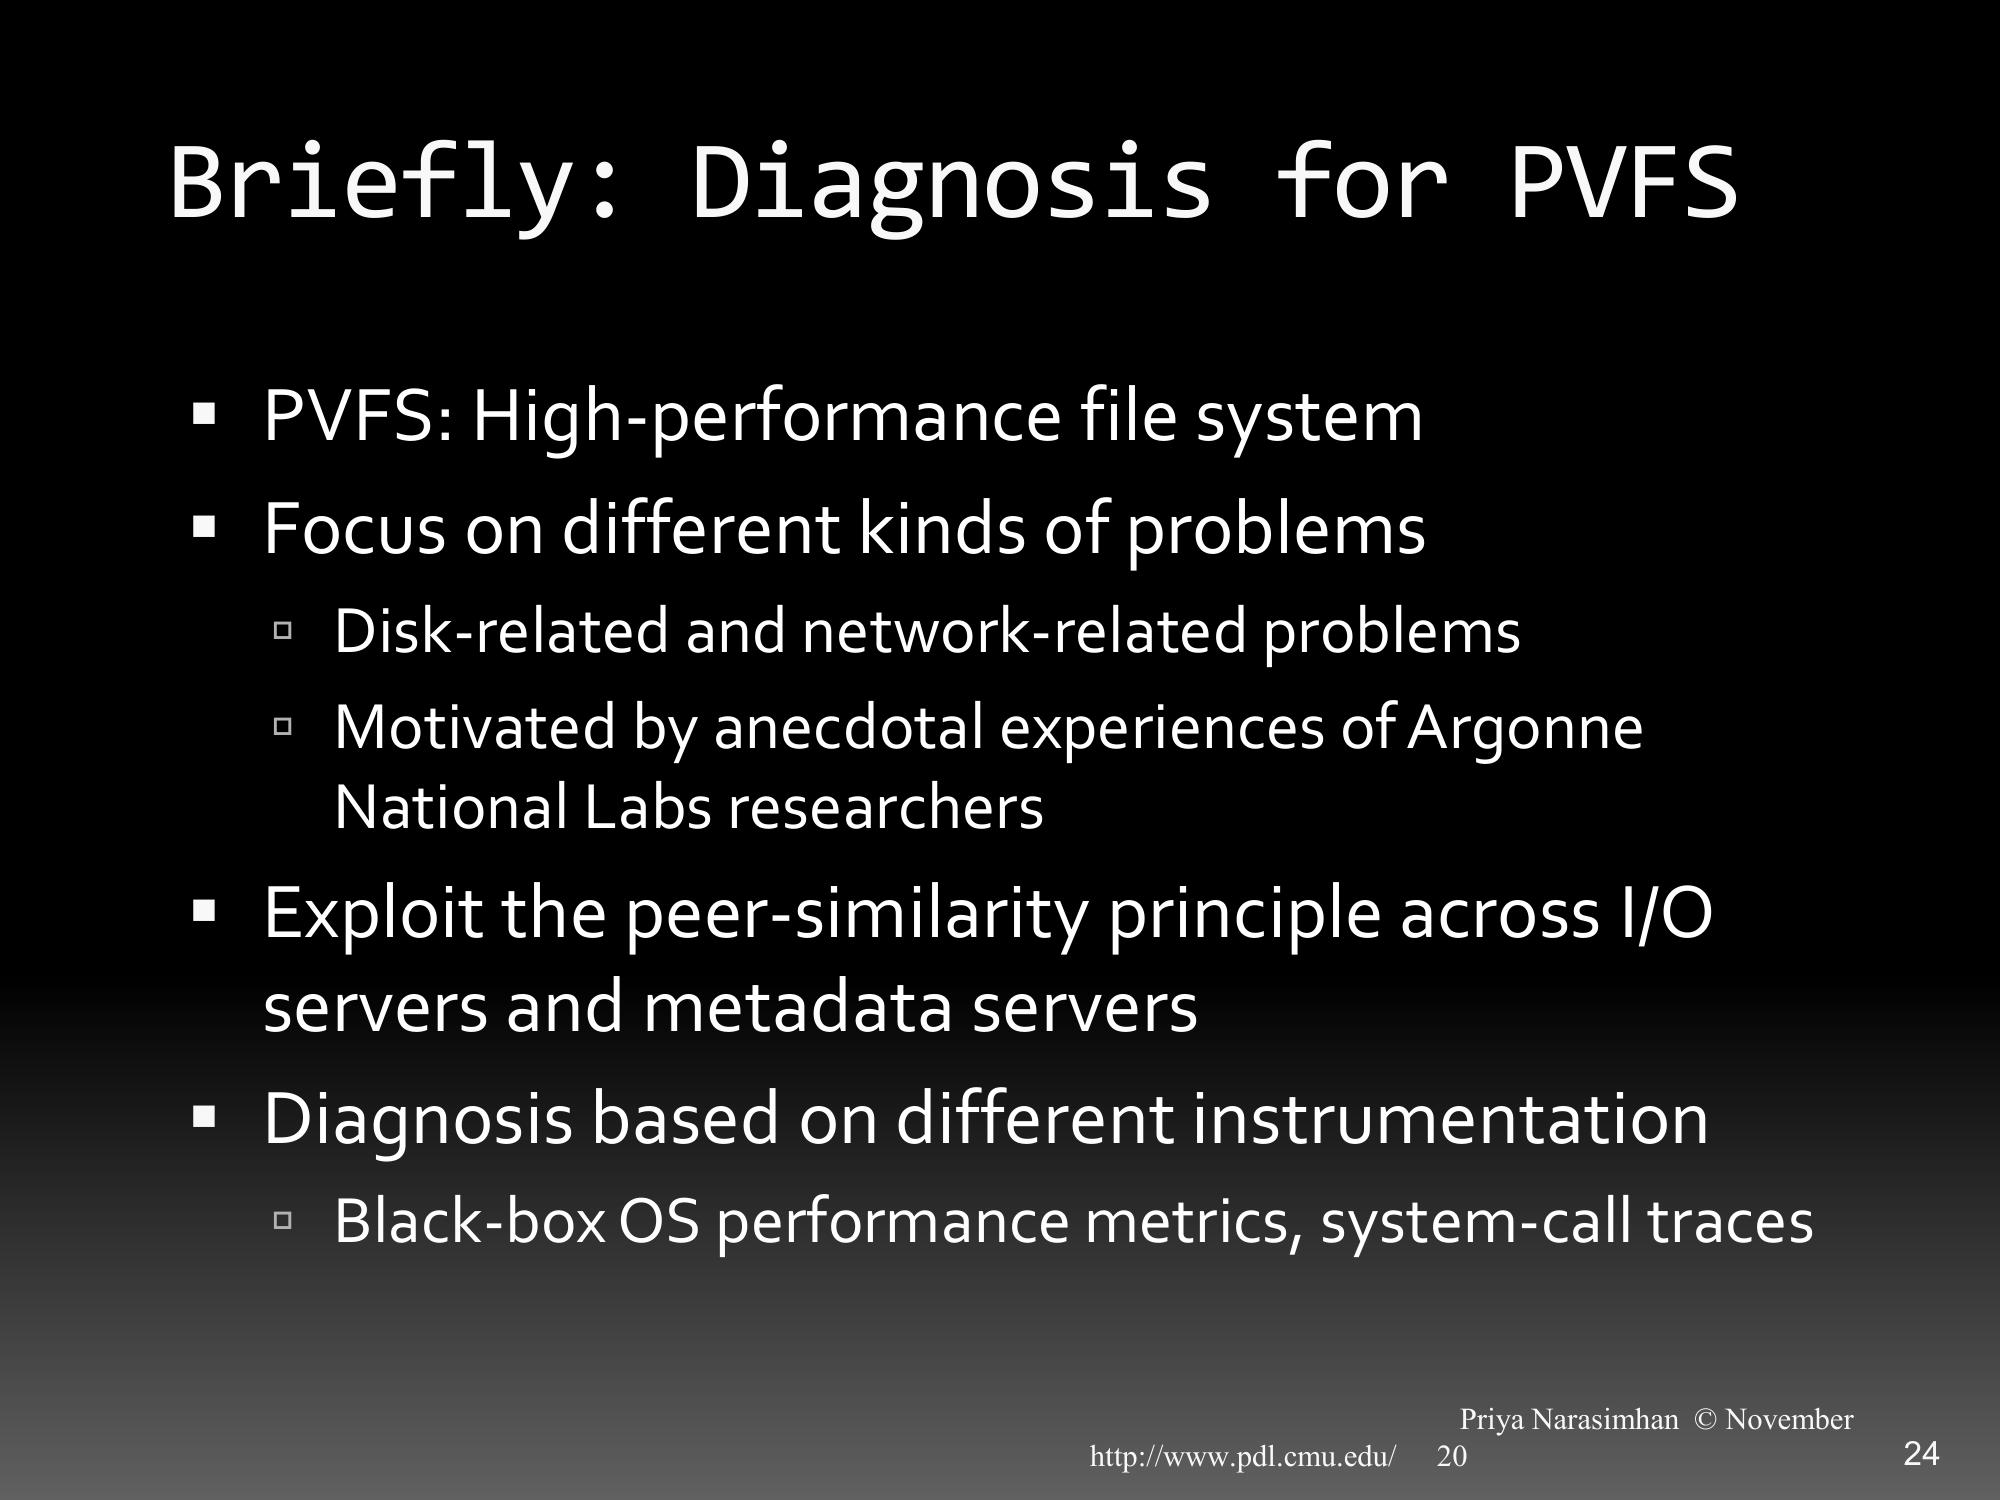 Briefly: Diagnosis for PVFS
PVFS: High-performance file system
Focus on different kinds of problems
Disk-related and network-related problems
Motivated by anecdotal experiences of Argonne
National Labs researchers
Exploit the peer-similarity principle across I/O
servers and metadata servers
Diagnosis based on different instrumentation
Black-box OS performance metrics, system-call traces
Priya Narasimhan © November
http://www.pdl.cmu.edu/ 20
24